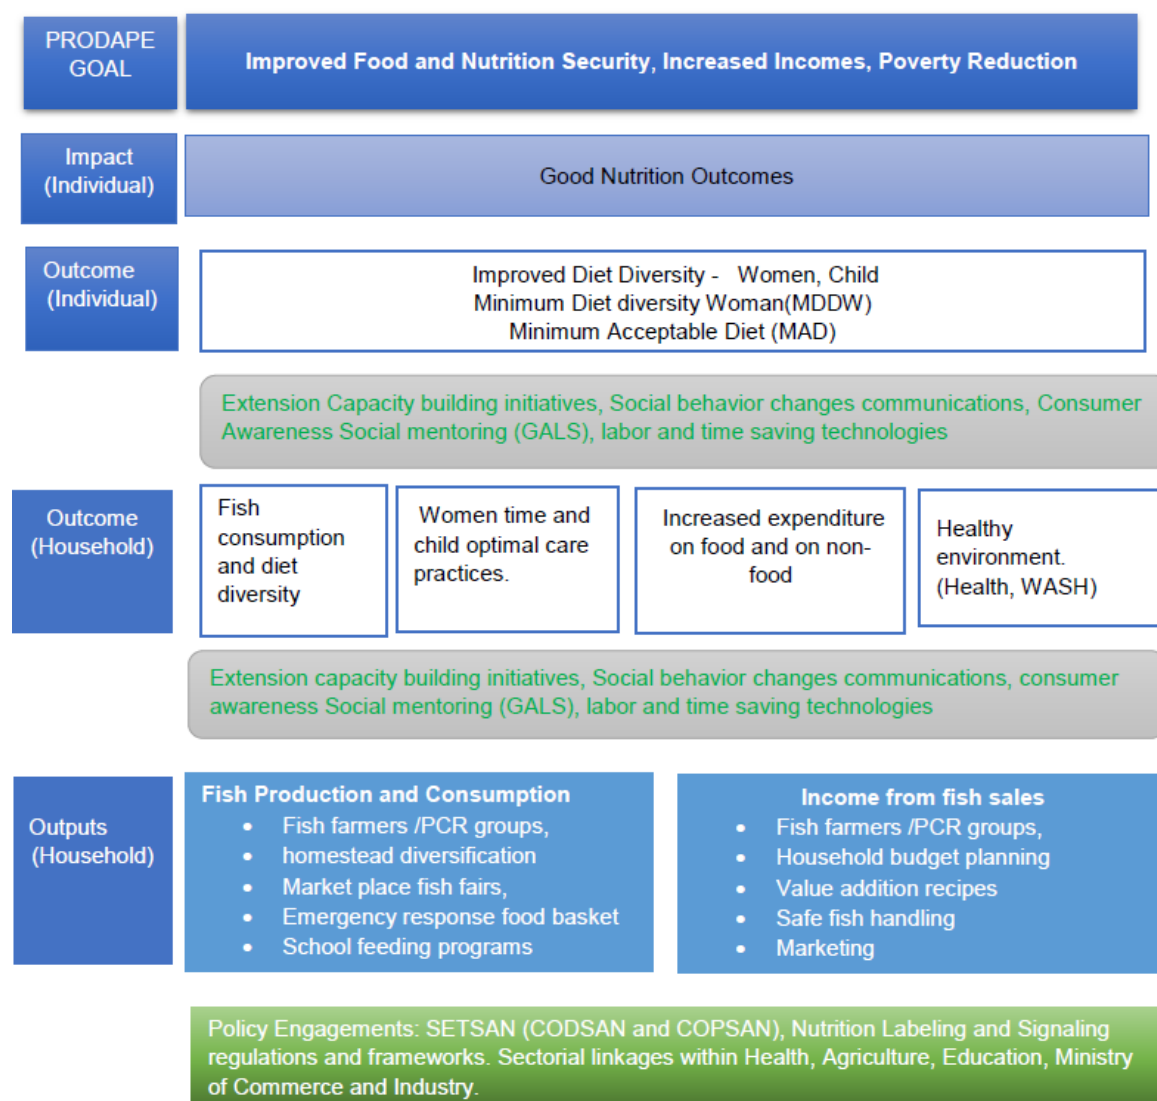 PRODAPE
GOAL
Improved Food and Nutrition Security, Increased Incomes, Poverty Reduction
Impact
(Individual)
Good Nutrition Outcomes
Outcome
(Individual)
Improved Diet Diversity - Women, Child
Minimum Diet diversity Woman(MDDW)
Minimum Acceptable Diet (MAD)
Extension Capacity building initiatives, Social behavior changes communications, Consumer
Awareness Social mentoring (GALS), labor and time saving technologies
Outcome
(Household)
Fish
consumption
and diet
diversity
Women time and
child optimal care
practices.
Increased expenditure
on food and on non-
food
Healthy
environment.
(Health, WASH)
Extension capacity building initiatives, Social behavior changes communications, consumer
awareness Social mentoring (GALS), labor and time saving technologies
Outputs
(Household)
Fish Production and Consumption
• Fish farmers /PCR groups,
• homestead diversification
• Market place fish fairs,
• Emergency response food basket
• School feeding programs
Income from fish sales
• Fish farmers /PCR groups,
• Household budget planning
• Value addition recipes
• Safe fish handling
• Marketing
Policy Engagements: SETSAN (CODSAN and COPSAN), Nutrition Labeling and Signaling
regulations and frameworks. Sectorial linkages within Health, Agriculture, Education, Ministry
of Commerce and Industry.